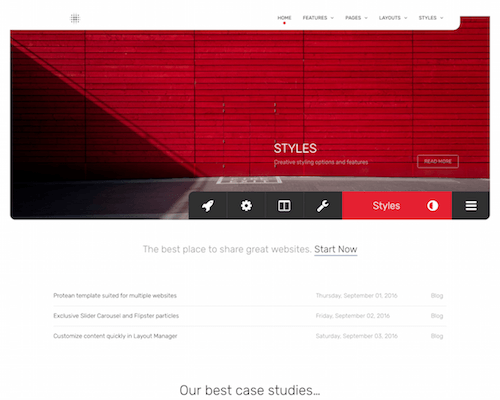 HOME FEATURES PAGES LAYOUTS STYLES
STYLES
Creative styling options and features
READ MORE
Styles
The best place to share great websites. Start Now
Protean template suited for multiple websites Thursday, September 01, 2016 Blog
Exclusive Slider Carousel and Flipster particles Friday, September 02, 2016 Blog
Customize content quickly in Layout Manager Saturday, September 03, 2016 Blog
Our best case studies...